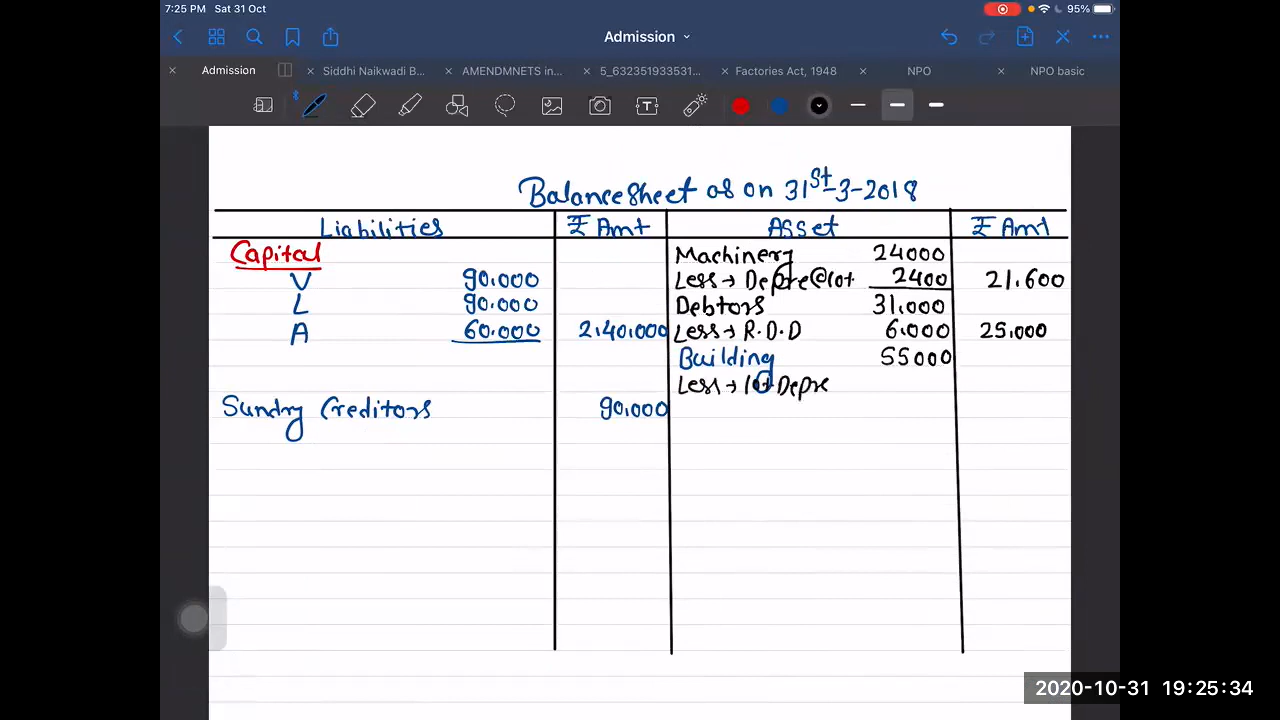 7:25 PM Sat 31 Oct
95%
Admission
Admission
Siddhi Naikwadi B...
AMENDMNETS in...
5_632351933531...
Factories Act, 1948
NPO
NPO basic
Balance sheet as on 31st-3-2018
Liabilities ₹ Amt Asset ₹ Amt
Capital Machinery 24000
V 90.000 Less → Depre@10% 2400 21.600
L 90.000 Debtors 31.000
A 60.000 2.40.000 Less → R.D.D 6.000 25.000
Building 55000
Less → 10% Depre
Sundry Creditors 90.000
2020-10-31 19:25:34